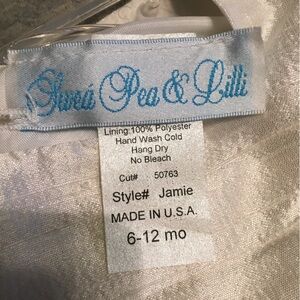 Swea Pea & Lilli
Lining:100% Polyester
Hand Wash Cold
Hang Dry
No Bleach
Cut# 50763
Style# Jamie
MADE IN U.S.A.
6-12 mo